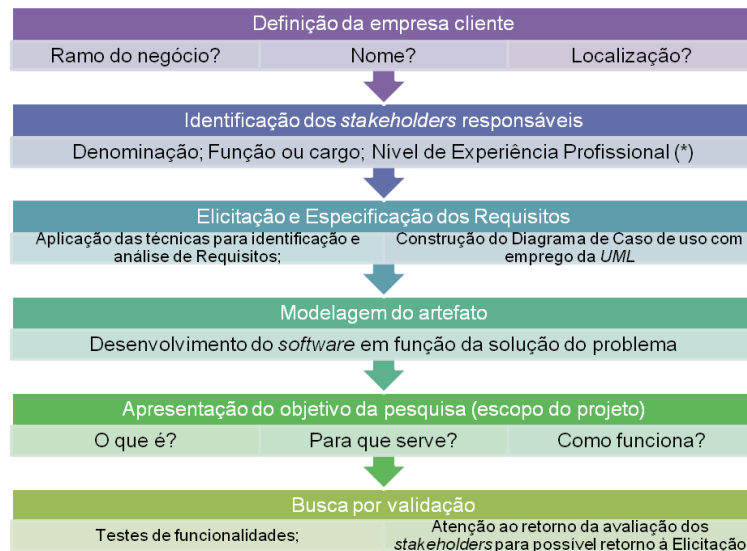 Definição da empresa cliente
Ramo do negócio? Nome? Localização?
Identificação dos stakeholders responsáveis
Denominação; Função ou cargo; Nível de Experiência Profissional (*)
Elicitação e Especificação dos Requisitos
Aplicação das técnicas para identificação e
análise de Requisitos;
Construção do Diagrama de Caso de uso com
emprego da UML
Modelagem do artefato
Desenvolvimento do software em função da solução do problema
Apresentação do objetivo da pesquisa (escopo do projeto)
O que é? Para que serve? Como funciona?
Busca por validação
Testes de funcionalidades;
Atenção ao retorno da avaliação dos
stakeholders para possível retorno à Elicitação